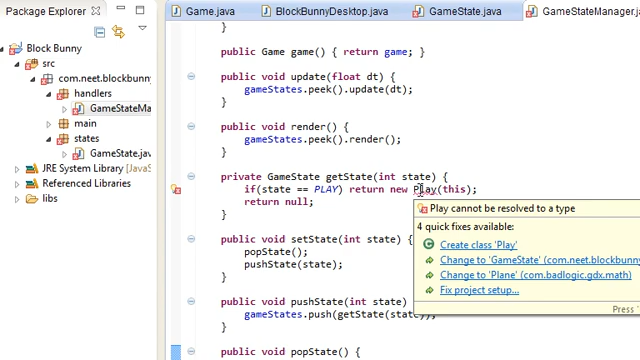 Package Explorer
Block Bunny
src
com.neet.blockbunny
handlers
GameStateMa
main
states
GameState.java
JRE System Library [JavaS
Referenced Libraries
libs
Game.java
BlockBunnyDesktop.java
GameState.java
GameStateManager.j
}
public Game game() { return game; }
public void update(float dt) {
gameStates.peek().update(dt);
}
public void render() {
gameStates.peek().render();
}
private GameState getState(int state) {
if(state == PLAY) return new Play(this);
return null;
}
public void setState(int state) {
popState();
pushState(state);
}
public void pushState(int state)
gameStates.push(getState(state));
}
public void popState() {
Play cannot be resolved to a type
4 quick fixes available:
Create class 'Play'
Change to 'GameState' (com.neet.blockbunny
Change to 'Plane' (com.badlogic.gdx.math)
Fix project setup...
Press '